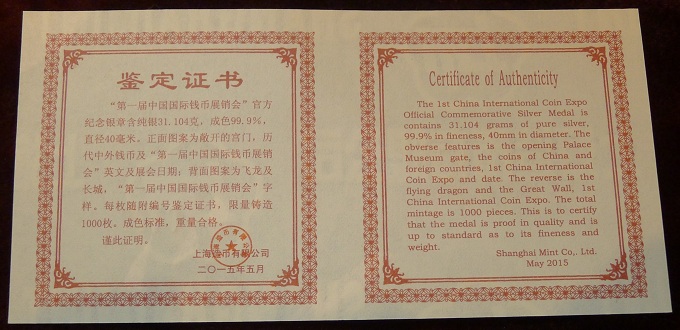 鉴定证书
“第一届中国国际钱币展销会”官方
纪念银章含纯银31.104克，成色99.9%，
直径40毫米。正面图案为敞开的宫门，历
代中外钱币及“第一届中国国际钱币展销
会”英文及展会日期；背面图案为飞龙及
长城，“第一届中国国际钱币展销会”字
样。每枚随附编号鉴定证书，限量铸造
1000枚。成色标准，重量合格。
谨此证明。
上海造币有限公司
二〇一五年五月
Certificate of Authenticity
The 1st China International Coin Expo
Official Commemorative Silver Medal is
contains 31.104 grams of pure silver,
99.9% in fineness, 40mm in diameter. The
obverse features is the opening Palace
Museum gate, the coins of China and
foreign countries, 1st China International
Coin Expo and date. The reverse is the
flying dragon and the Great Wall, 1st
China International Coin Expo. The total
mintage is 1000 pieces. This is to certify
that the medal is proof in quality and is
up to standard as to its fineness and
weight.
Shanghai Mint Co,. Ltd.
May 2015